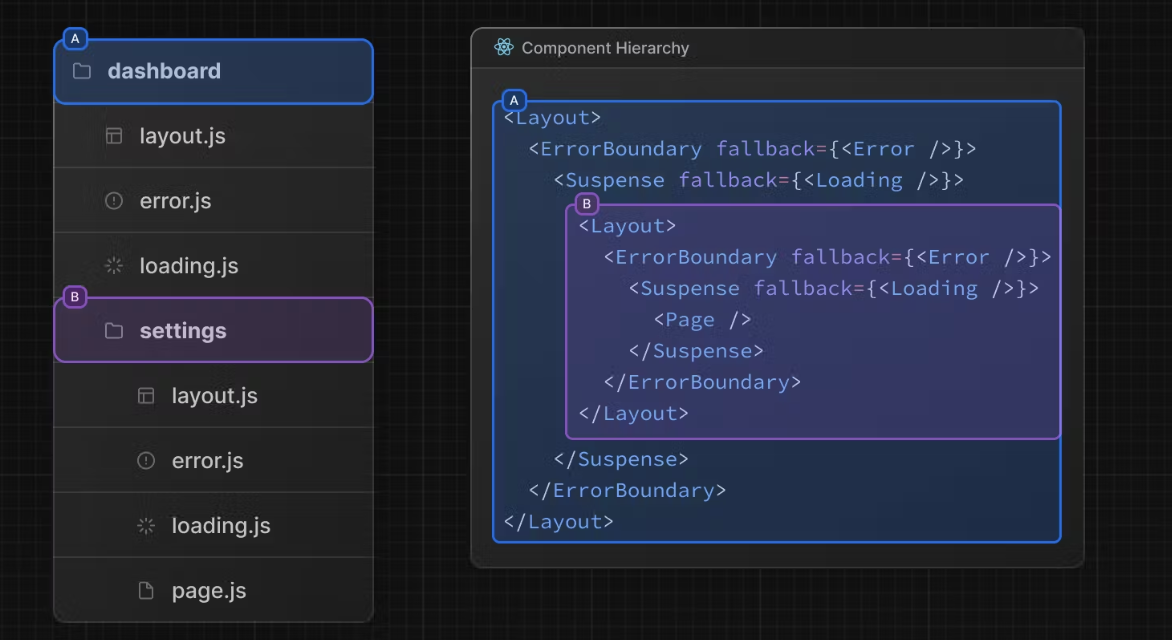 A
dashboard
layout.js
error.js
loading.js
B
settings
layout.js
error.js
loading.js
page.js
Component Hierarchy
A
<Layout>
<ErrorBoundary fallback={<Error />}>
<Suspense fallback={<Loading />}>
B
<Layout>
<ErrorBoundary fallback={<Error />}>
<Suspense fallback={<Loading />}>
<Page />
</Suspense>
</ErrorBoundary>
</Layout>
</Suspense>
</ErrorBoundary>
</Layout>